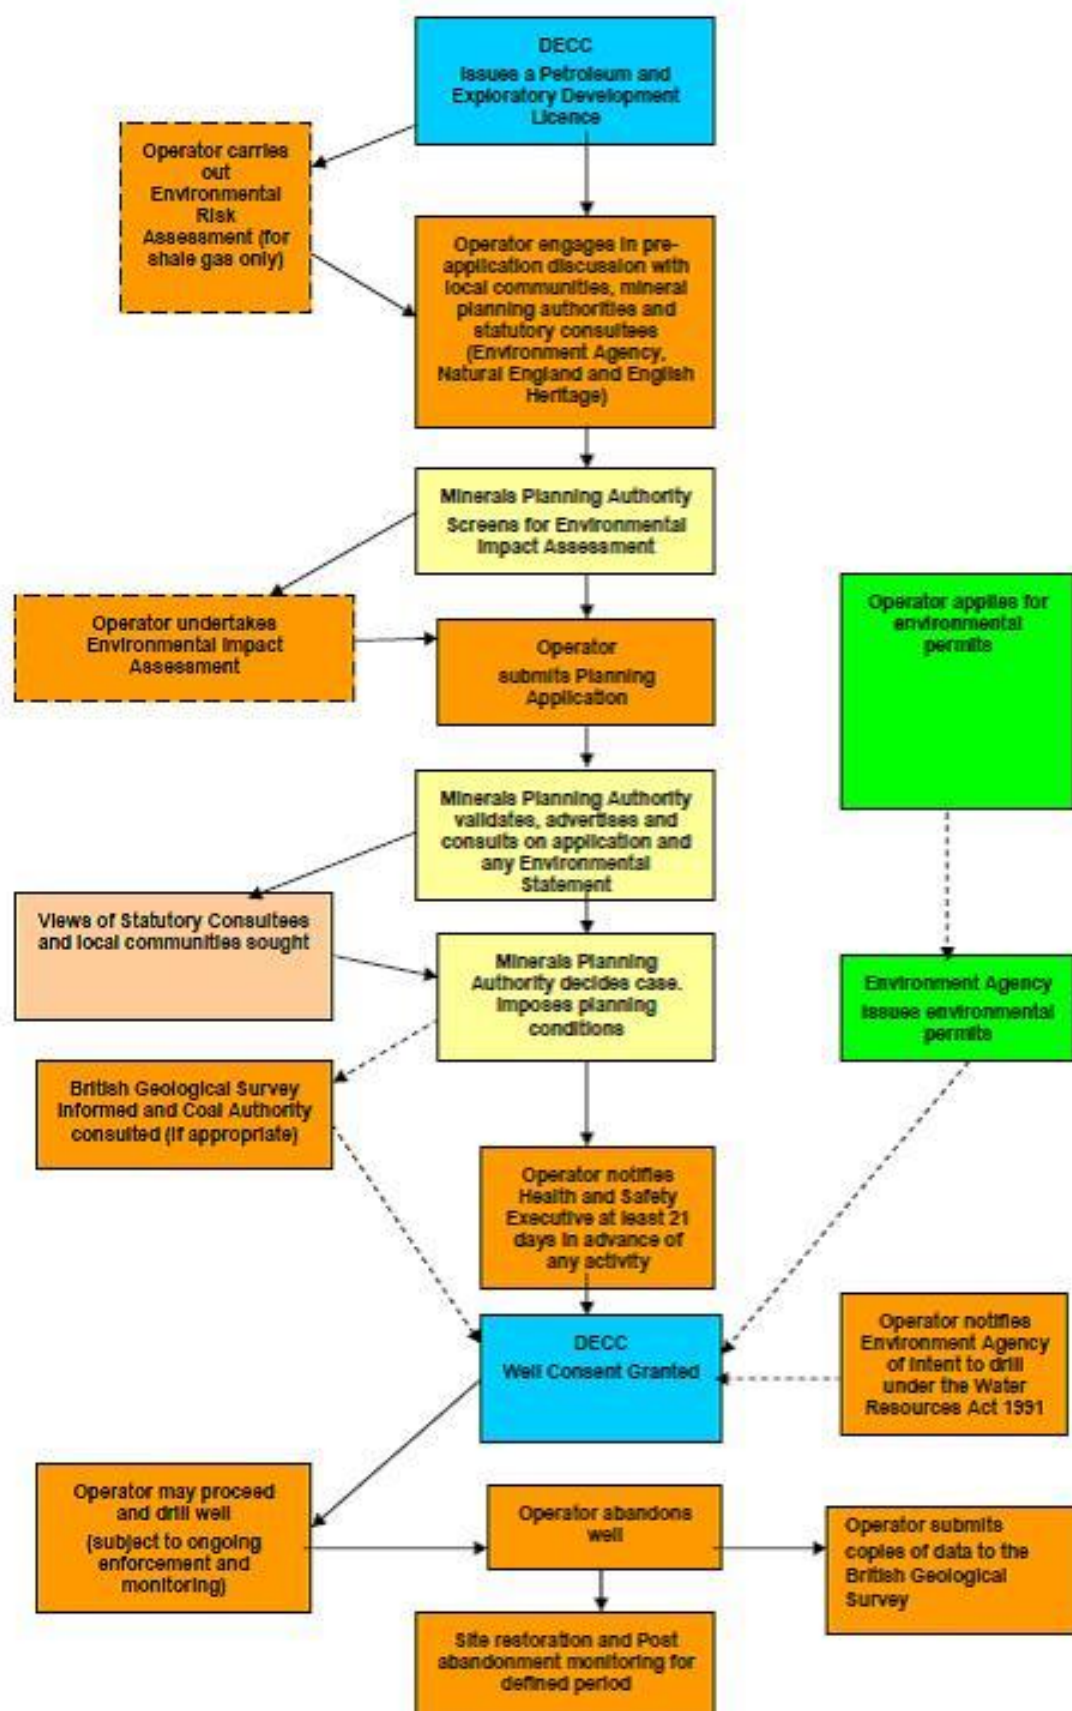 DECC
Issues a Petroleum and
Exploratory Development
Licence
Operator carries
out
Environmental
Risk
Assessment (for
shale gas only)
Operator engages in pre-
application discussion with
local communities, mineral
planning authorities and
statutory consultees
(Environment Agency,
Natural England and English
Heritage)
Minerals Planning Authority
Screens for Environmental
Impact Assessment
Operator undertakes
Environmental Impact
Assessment
Operator
submits Planning
Application
Operator applies for
environmental
permits
Minerals Planning Authority
validates, advertises and
consults on application and
any Environmental
Statement
Views of Statutory Consultees
and local communities sought
Minerals Planning
Authority decides case.
Imposes planning
conditions
Environment Agency
issues environmental
permits
British Geological Survey
Informed and Coal Authority
consulted (if appropriate)
Operator notifies
Health and Safety
Executive at least 21
days in advance of
any activity
DECC
Well Consent Granted
Operator notifies
Environment Agency
of intent to drill
under the Water
Resources Act 1991
Operator may proceed
and drill well
(subject to ongoing
enforcement and
monitoring)
Operator abandons
well
Operator submits
copies of data to the
British Geological
Survey
Site restoration and Post
abandonment monitoring for
defined period